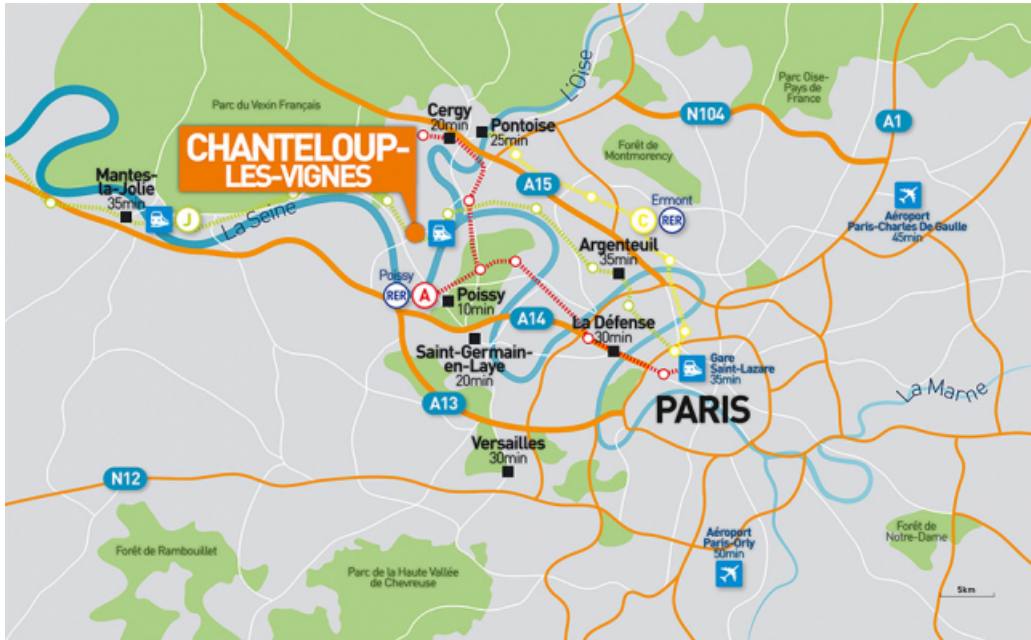 Parc Oise-
Pays de
France
L'Oise
Parc du Vexin Français
Cergy
20min
Pontoise
25min
N104
A1
CHANTELOUP-
LES-VIGNES
Forêt de
Montmorency
Mantes-
la-Jolie
35min
A15
J
La Seine
C
Ermont
RER
Aéroport
Paris-Charles De Gaulle
45min
Argenteuil
35min
Poissy
RER
A
Poissy
10min
A14
La Défense
30min
Saint-Germain-
en-Laye
20min
Gare
Saint-Lazare
35min
La Marne
A13
PARIS
Versailles
30min
N12
Forêt de
Notre-Dame
Aéroport
Paris-Orly
50min
Forêt de Rambouillet
Parc de la Haute Vallée
de Chevreuse
5km